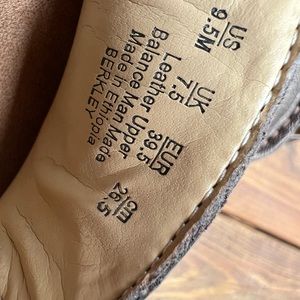 US UK EUR CM
9.5M 7.5 39.5 26,5
Leather Upper
Balance Man Made
Made in Ethiopia
BERKLEY